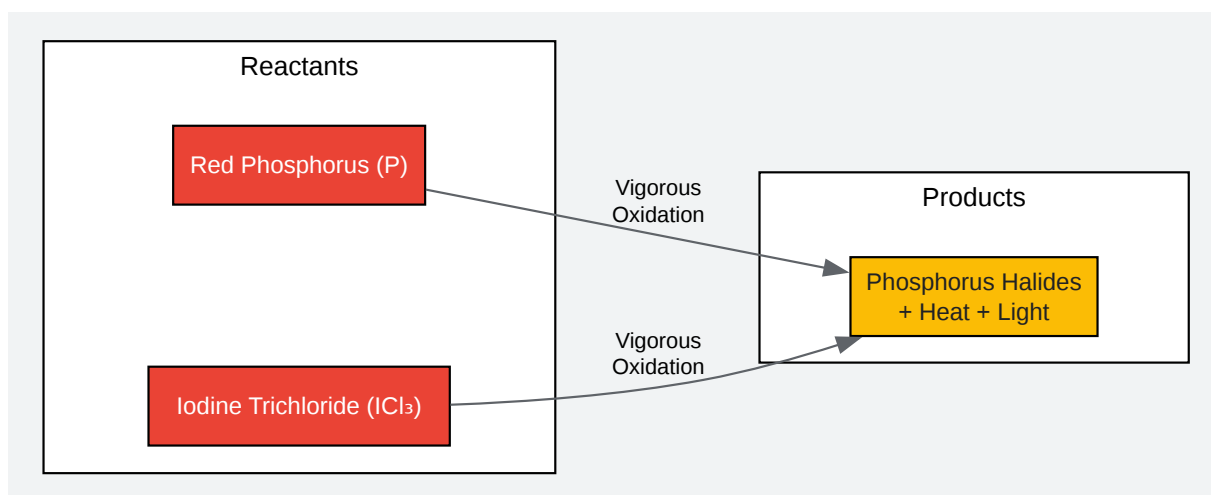 Reactants
Red Phosphorus (P)
Iodine Trichloride (ICl₃)
Vigorous
Oxidation
Vigorous
Oxidation
Products
Phosphorus Halides
+ Heat + Light